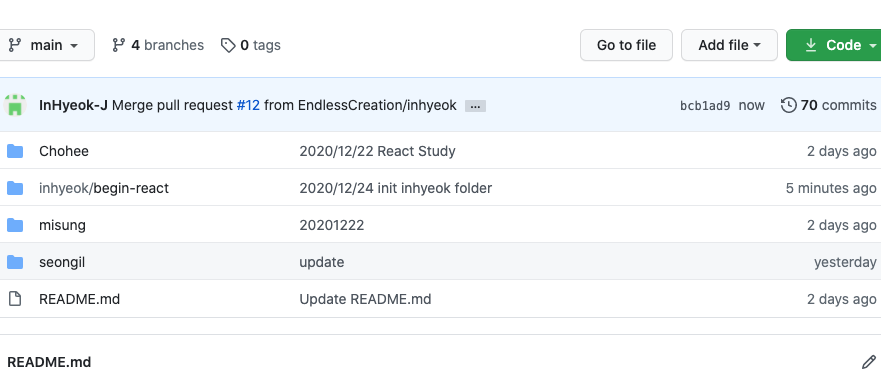 main 4 branches 0 tags Go to file Add file Code
InHyeok-J Merge pull request #12 from EndlessCreation/inhyeok ... bcb1ad9 now 70 commits
Chohee 2020/12/22 React Study 2 days ago
inhyeok/begin-react 2020/12/24 init inhyeok folder 5 minutes ago
misung 20201222 2 days ago
seongil update yesterday
README.md Update README.md 2 days ago
README.md